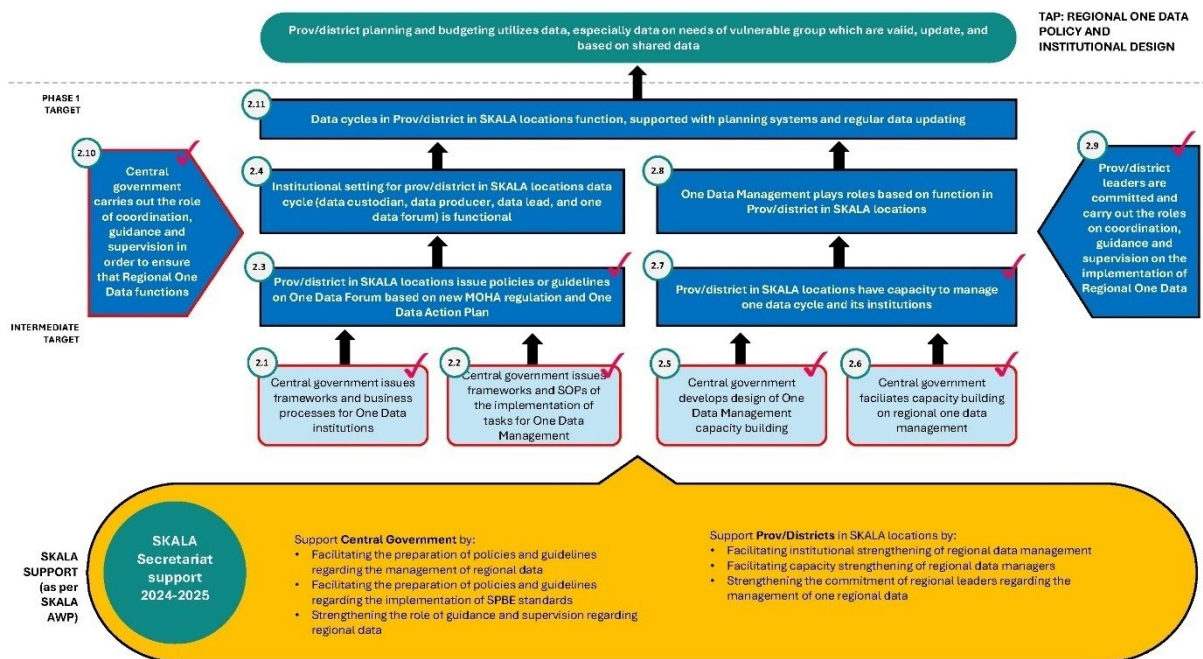 Prov/district planning and budgeting utilizes data, especially data on needs of vulnerable group which are valiid, update, and
based on shared data
TAP: REGIONAL ONE DATA
POLICY AND
INSTITUTIONAL DESIGN
PHASE 1
TARGET
2.11
Data cycles in Prov/district in SKALA locations function, supported with planning systems and regular data updating
2.10
Central
government
carries out the role
of coordination,
guidance and
supervision in
order to ensure
that Regional One
Data functions
2.4
Institutional setting for prov/district in SKALA locations data
cycle (data custodian, data producer, data lead, and one
data forum) is functional
2.8
One Data Management plays roles based on function in
Prov/district in SKALA locations
2.9
Prov/district
leaders are
committed and
carry out the roles
on coordination,
guidance and
supervision on the
implementation of
Regional One Data
2.3
Prov/district in SKALA locations issue policies or guidelines
on One Data Forum based on new MOHA regulation and One
Data Action Plan
2.7
Prov/district in SKALA locations have capacity to manage
one data cycle and its institutions
INTERMEDIATE
TARGET
2.1
Central government issues
frameworks and business
processes for One Data
institutions
2.2
Central government issues
frameworks and SOPs of
the implementation of
tasks for One Data
Management
2.5
Central government
develops design of One
Data Management
capacity building
2.6
Central government
faciliates capacity building
on regional one data
management
SKALA
SUPPORT
(as per
SKALA
AWP)
SKALA
Secretariat
support
2024-2025
Support Central Government by:
• Facilitating the preparation of policies and guidelines
regarding the management of regional data
• Facilitating the preparation of policies and guidelines
regarding the implementation of SPBE standards
• Strengthening the role of guidance and supervision regarding
regional data
Support Prov/Districts in SKALA locations by:
• Facilitating institutional strengthening of regional data management
• Facilitating capacity strengthening of regional data managers
• Strengthening the commitment of regional leaders regarding the
management of one regional data